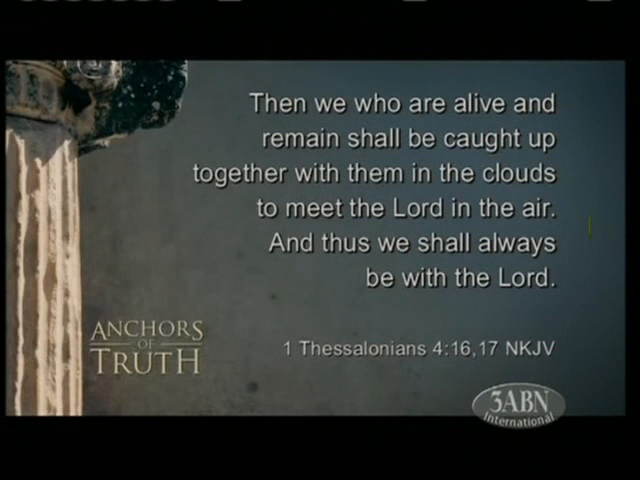 Then we who are alive and
remain shall be caught up
together with them in the clouds
to meet the Lord in the air.
And thus we shall always
be with the Lord.
ANCHORS
OF
TRUTH
1 Thessalonians 4:16,17 NKJV
3ABN
International